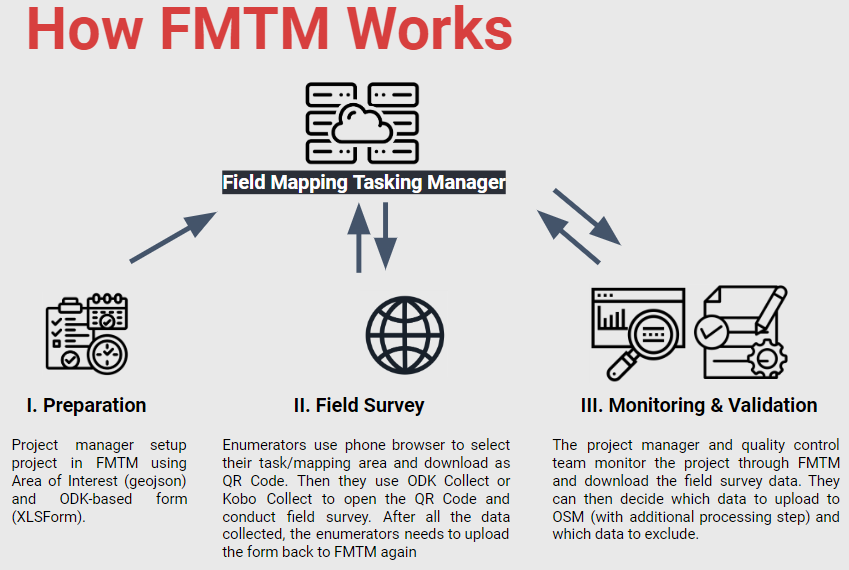 How FMTM Works
Field Mapping Tasking Manager
I. Preparation
Project manager setup
project in FMTM using
Area of Interest (geojson)
and ODK-based form
(XLSForm).
II. Field Survey
Enumerators use phone browser to select
their task/mapping area and download as
QR Code. Then they use ODK Collect or
Kobo Collect to open the QR Code and
conduct field survey. After all the data
collected, the enumerators needs to upload
the form back to FMTM again
III. Monitoring & Validation
The project manager and quality control
team monitor the project through FMTM
and download the field survey data. They
can then decide which data to upload to
OSM (with additional processing step) and
which data to exclude.